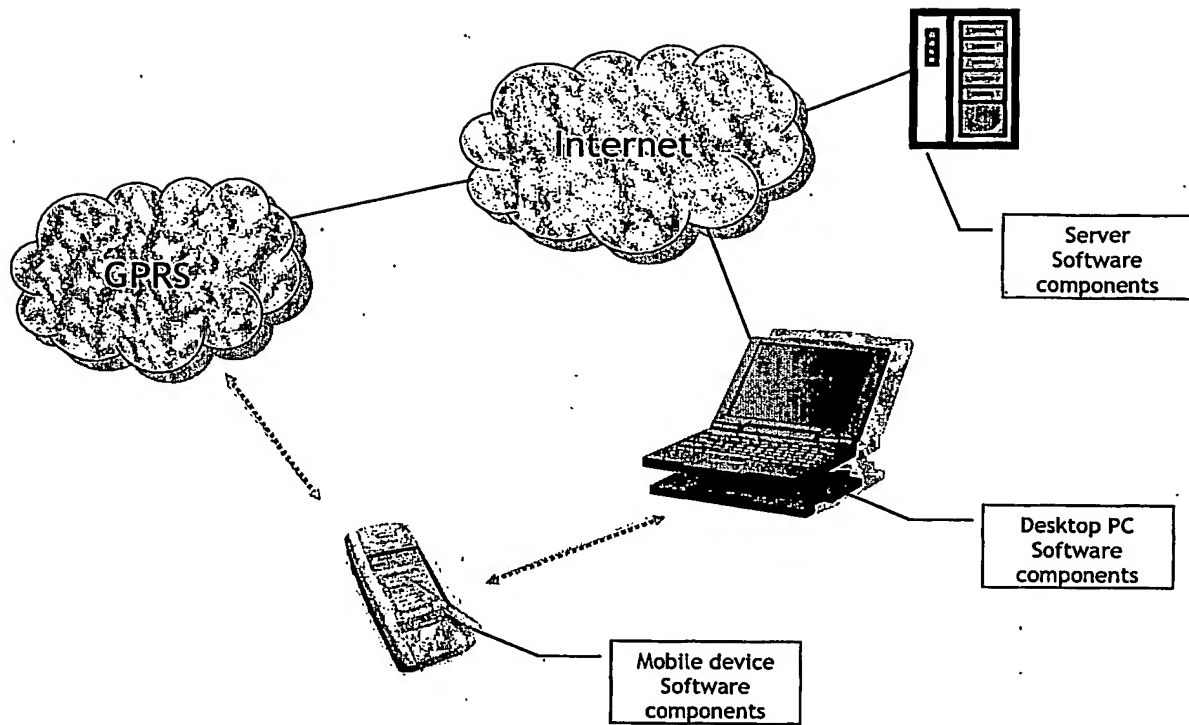 Internet
GPRS
Server
Software
components
Desktop PC
Software
components
Mobile device
Software
components